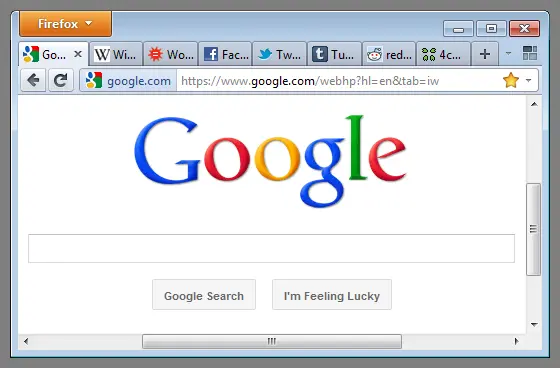 Firefox
Go... Wi... Wo... Fac... Tw... Tu... red... 4c...
google.com https://www.google.com/webhp?hl=en&tab=iw
Google
Google Search I'm Feeling Lucky